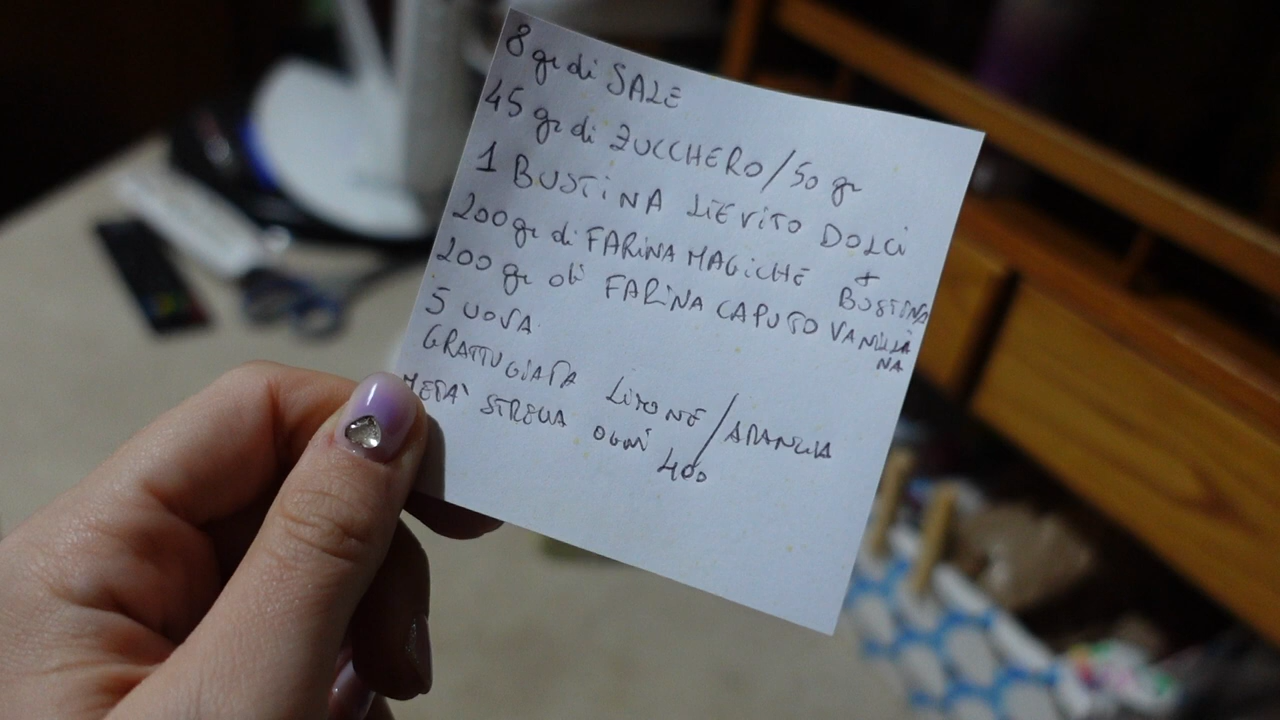 8 gr di SALE
45 gr di ZUCCHERO/50 gr
1 BUSTINA LIEVITO DOLCI
+ BUSTINA VANILLINA
200 gr di FARINA MAGICHE
200 gr di FARINA CAPUTO
5 UOVA
GRATTUGIATA LIMONE/ARANCIA
METÀ STREGA OGNI 400